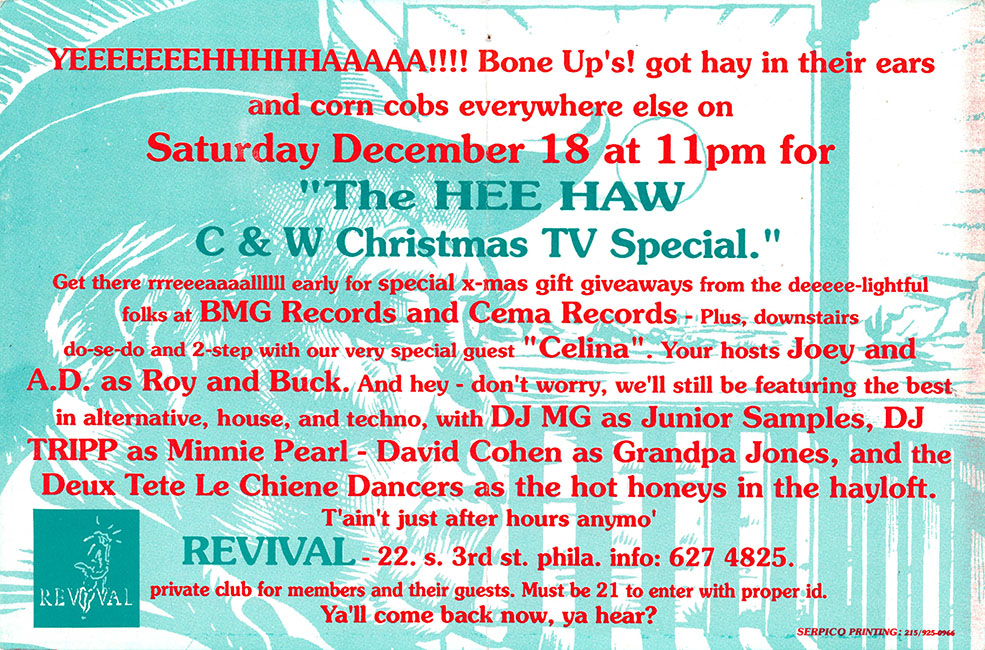 YEEEEEEEHHHHHAAAAA!!!! Bone Up's! got hay in their ears
and corn cobs everywhere else on
Saturday December 18 at 11pm for
"The HEE HAW
C & W Christmas TV Special."
Get there rrreeeaaaallllll early for special x-mas gift giveaways from the deeeee-lightful
folks at BMG Records and Cema Records - Plus, downstairs
do-se-do and 2-step with our very special guest "Celina". Your hosts Joey and
A.D. as Roy and Buck. And hey - don't worry, we'll still be featuring the best
in alternative, house, and techno, with DJ MG as Junior Samples, DJ
TRIPP as Minnie Pearl - David Cohen as Grandpa Jones, and the
Deux Tete Le Chiene Dancers as the hot honeys in the hayloft.
T'ain't just after hours anymo'
REVIVAL - 22. s. 3rd st. phila. info: 627 4825.
REVIVAL
private club for members and their guests. Must be 21 to enter with proper id.
Ya'll come back now, ya hear?
SERPICO PRINTING: 215/925-0966